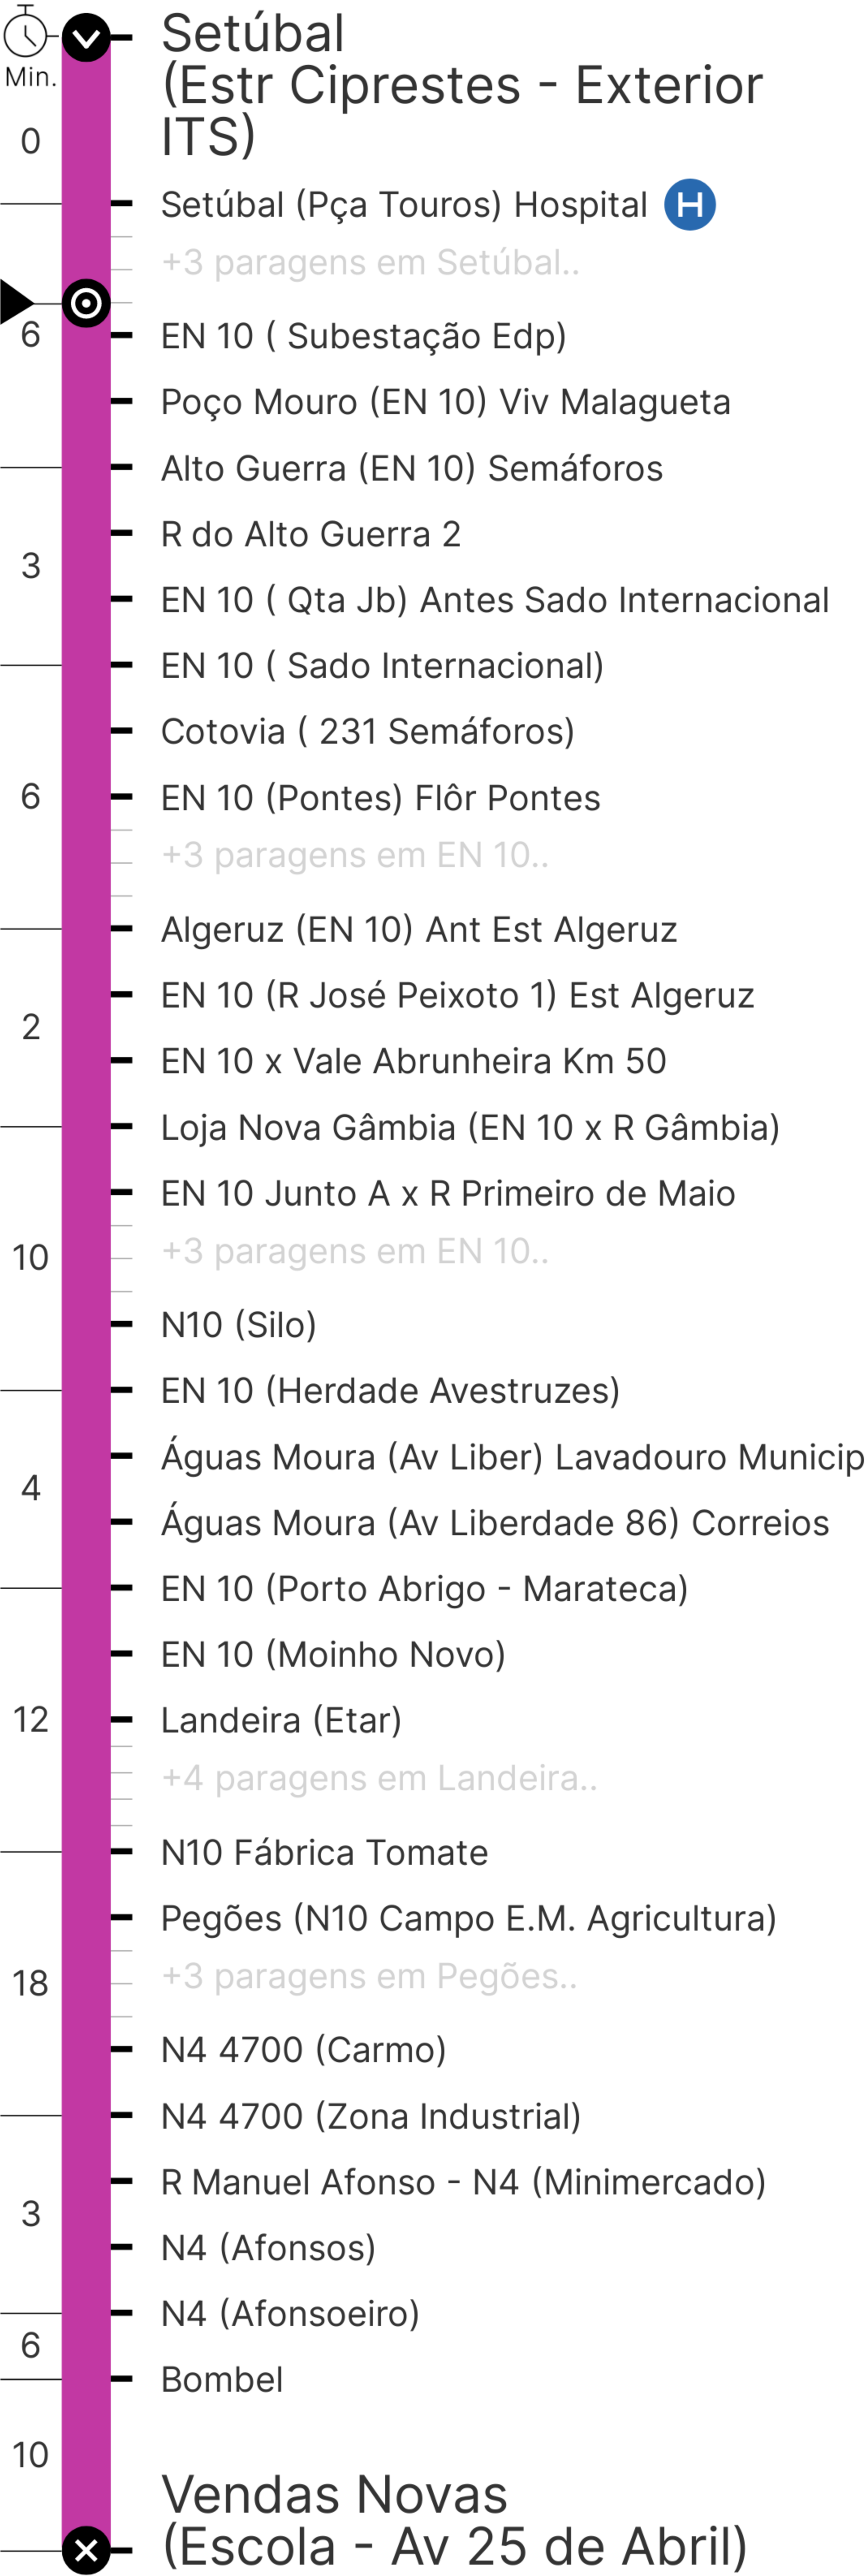 Setúbal
(Estr Ciprestes - Exterior
ITS)
Min.
0
Setúbal (Pça Touros) Hospital H
+3 paragens em Setúbal..
6
EN 10 ( Subestação Edp)
Poço Mouro (EN 10) Viv Malagueta
Alto Guerra (EN 10) Semáforos
R do Alto Guerra 2
3
EN 10 ( Qta Jb) Antes Sado Internacional
EN 10 ( Sado Internacional)
Cotovia ( 231 Semáforos)
6
EN 10 (Pontes) Flôr Pontes
+3 paragens em EN 10..
Algeruz (EN 10) Ant Est Algeruz
EN 10 (R José Peixoto 1) Est Algeruz
2
EN 10 x Vale Abrunheira Km 50
Loja Nova Gâmbia (EN 10 x R Gâmbia)
EN 10 Junto A x R Primeiro de Maio
10
+3 paragens em EN 10..
N10 (Silo)
EN 10 (Herdade Avestruzes)
Águas Moura (Av Liber) Lavadouro Municip
4
Águas Moura (Av Liberdade 86) Correios
EN 10 (Porto Abrigo - Marateca)
EN 10 (Moinho Novo)
12
Landeira (Etar)
+4 paragens em Landeira..
N10 Fábrica Tomate
Pegões (N10 Campo E.M. Agricultura)
18
+3 paragens em Pegões..
N4 4700 (Carmo)
N4 4700 (Zona Industrial)
R Manuel Afonso - N4 (Minimercado)
3
N4 (Afonsos)
N4 (Afonsoeiro)
6
Bombel
10
Vendas Novas
(Escola - Av 25 de Abril)